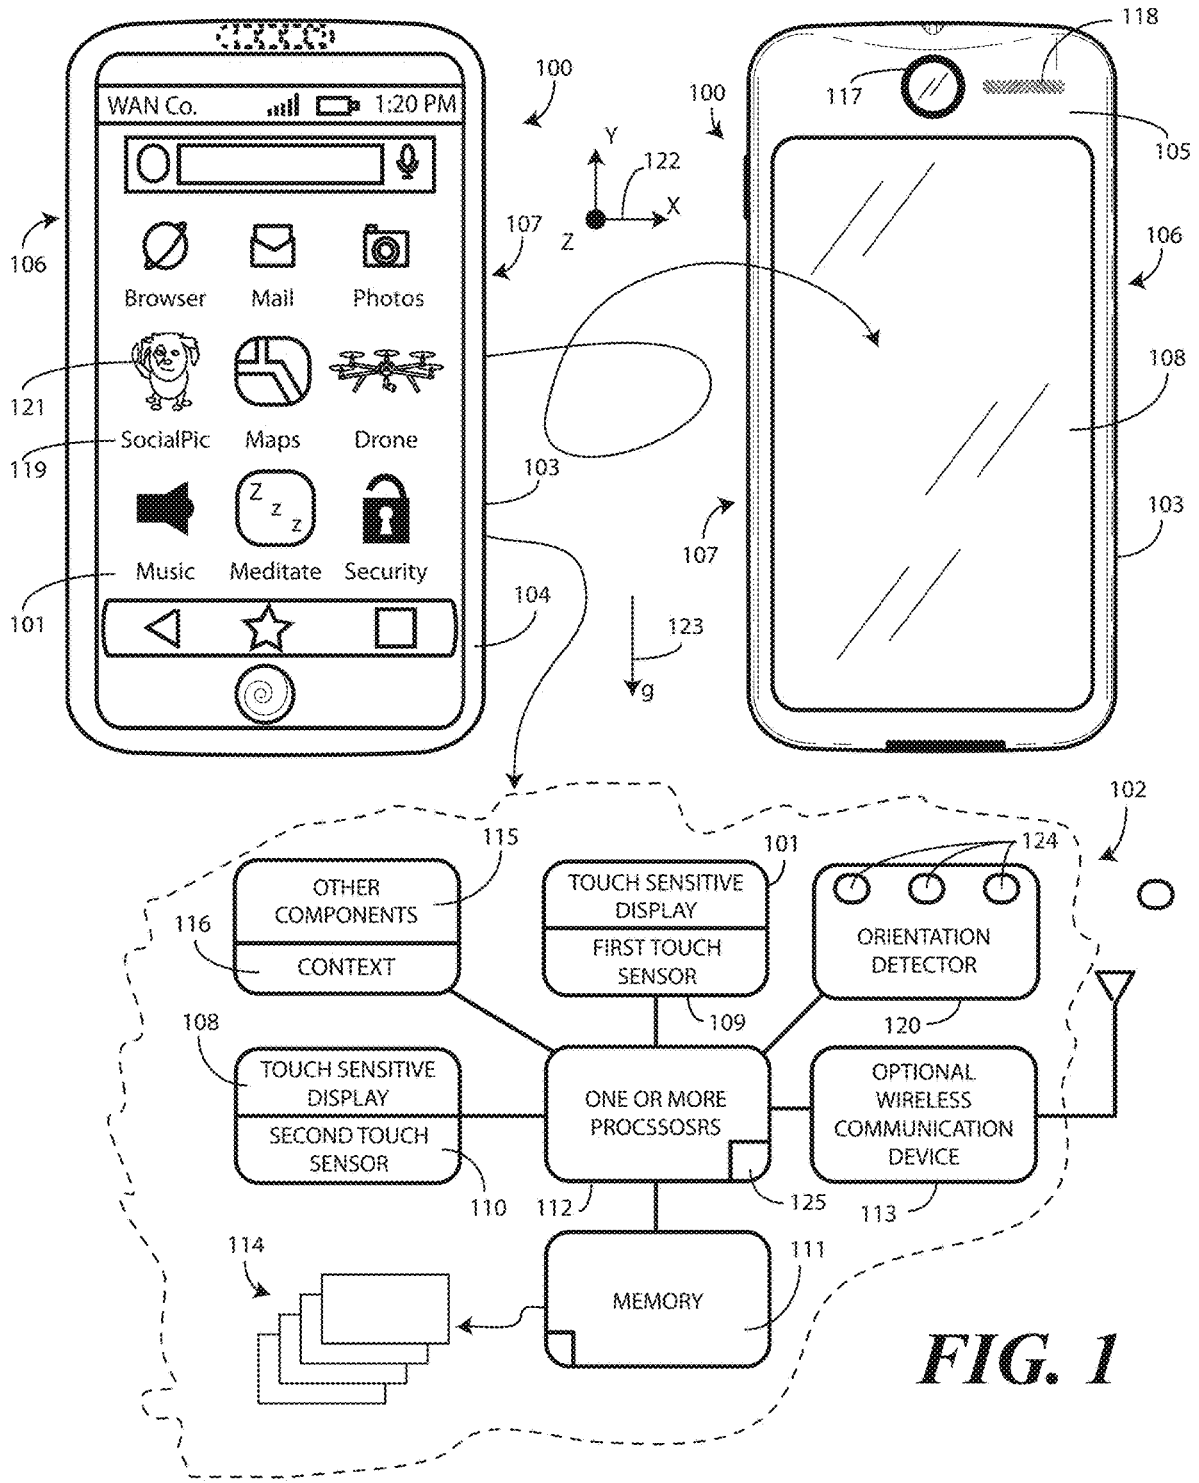 118
100
117
100
WAN Co. 1:20 PM
Y
122
X
Z
105
106
107
106
Browser Mail Photos
121
108
SocialPic Maps Drone
119
103
Z
z
z
103
107
Music Meditate Security
101
104
123
g
102
115
101
124
OTHER
COMPONENTS
TOUCH SENSITIVE
DISPLAY
116
CONTEXT
FIRST TOUCH
SENSOR
ORIENTATION
DETECTOR
109
120
108
TOUCH SENSITIVE
DISPLAY
SECOND TOUCH
SENSOR
ONE OR MORE
PROCSSOSRS
OPTIONAL
WIRELESS
COMMUNICATION
DEVICE
110
112
125
113
114
111
MEMORY
FIG. 1